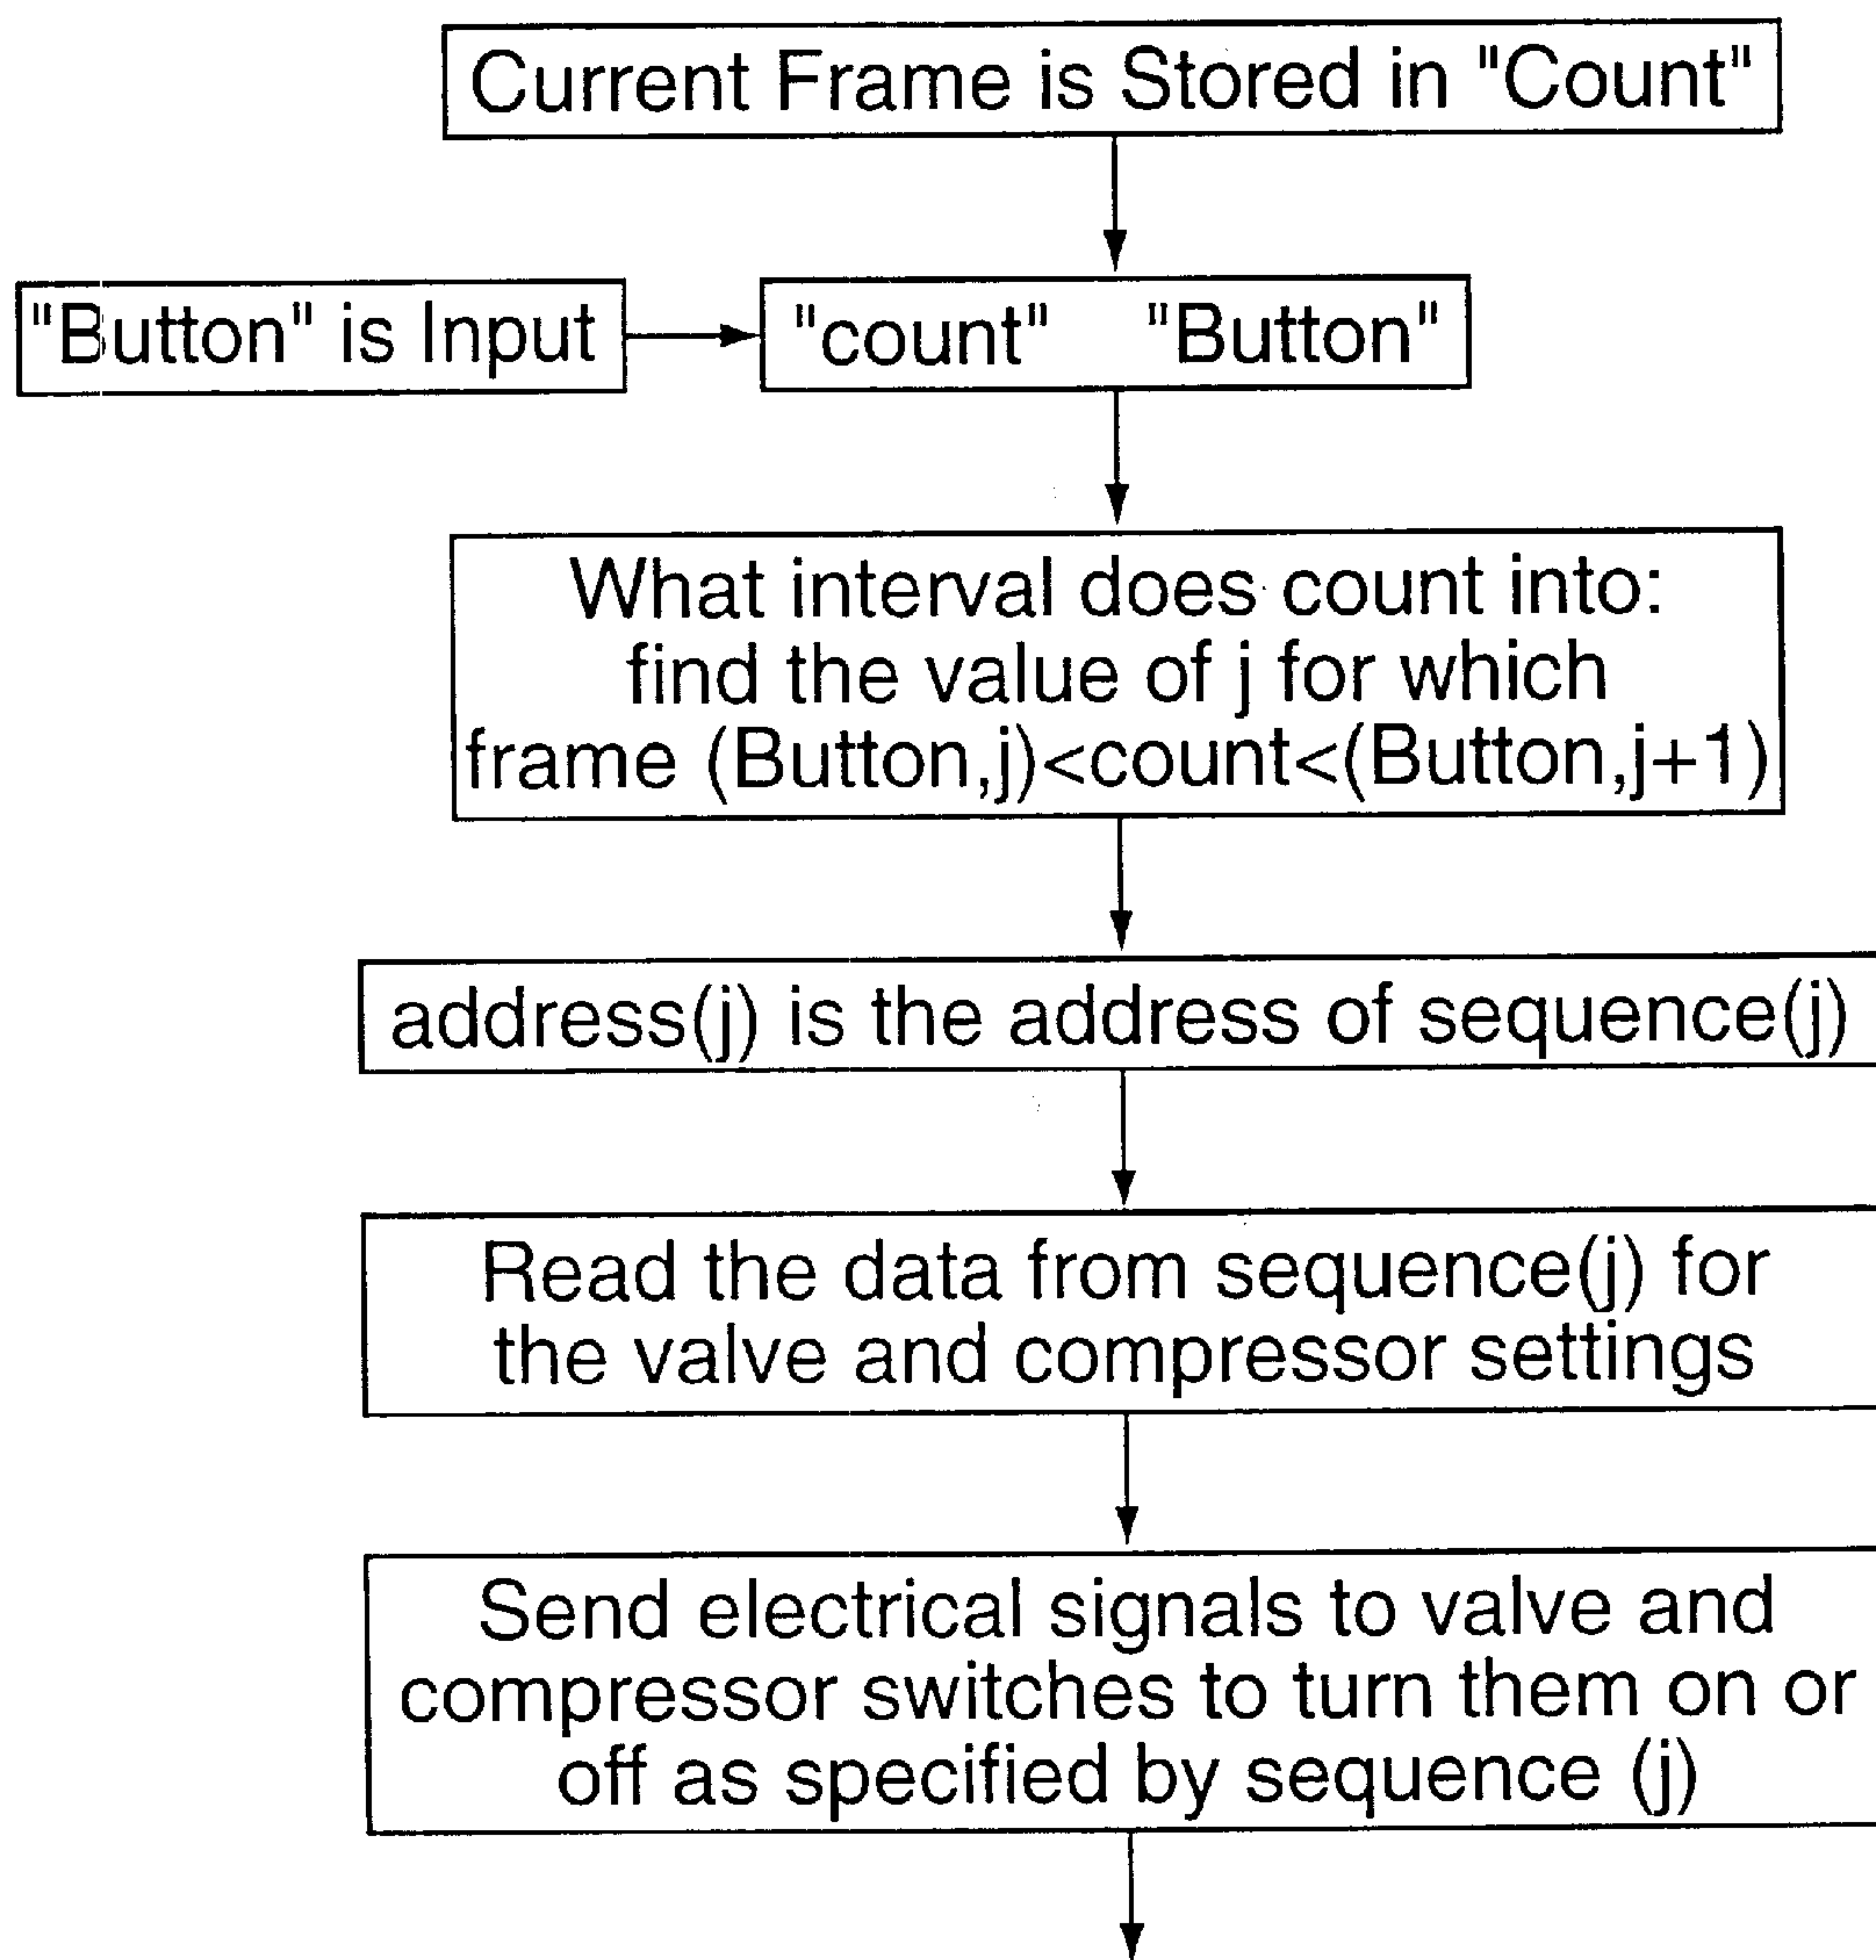 Current Frame is Stored in "Count"
"Button" is Input
"count" "Button"
What interval does count into:
find the value of j for which
frame (Button,j)<count<(Button,j+1)
address(j) is the address of sequence(j)
Read the data from sequence(j) for
the valve and compressor settings
Send electrical signals to valve and
compressor switches to turn them on or
off as specified by sequence (j)